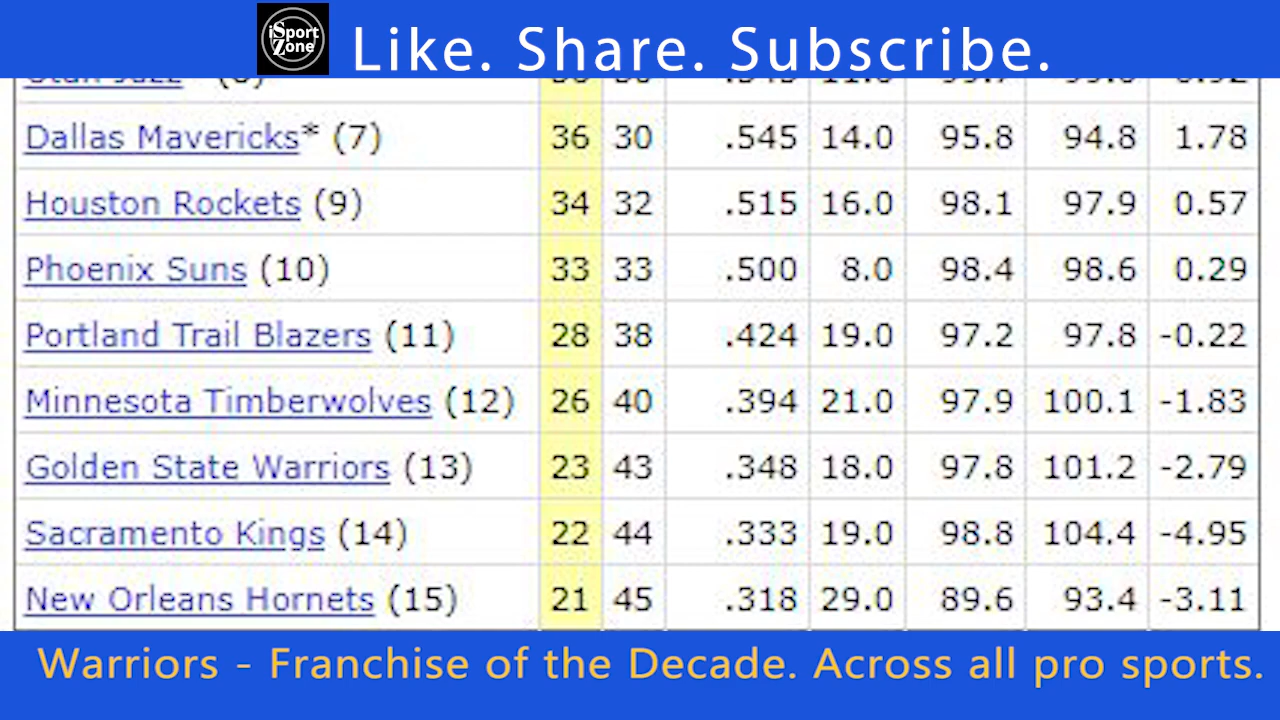 iSport
Zone
Like. Share. Subscribe.
Dallas Mavericks* (7) 36 30 .545 14.0 95.8 94.8 1.78
Houston Rockets (9) 34 32 .515 16.0 98.1 97.9 0.57
Phoenix Suns (10) 33 33 .500 8.0 98.4 98.6 0.29
Portland Trail Blazers (11) 28 38 .424 19.0 97.2 97.8 -0.22
Minnesota Timberwolves (12) 26 40 .394 21.0 97.9 100.1 -1.83
Golden State Warriors (13) 23 43 .348 18.0 97.8 101.2 -2.79
Sacramento Kings (14) 22 44 .333 19.0 98.8 104.4 -4.95
New Orleans Hornets (15) 21 45 .318 29.0 89.6 93.4 -3.11
Warriors - Franchise of the Decade. Across all pro sports.